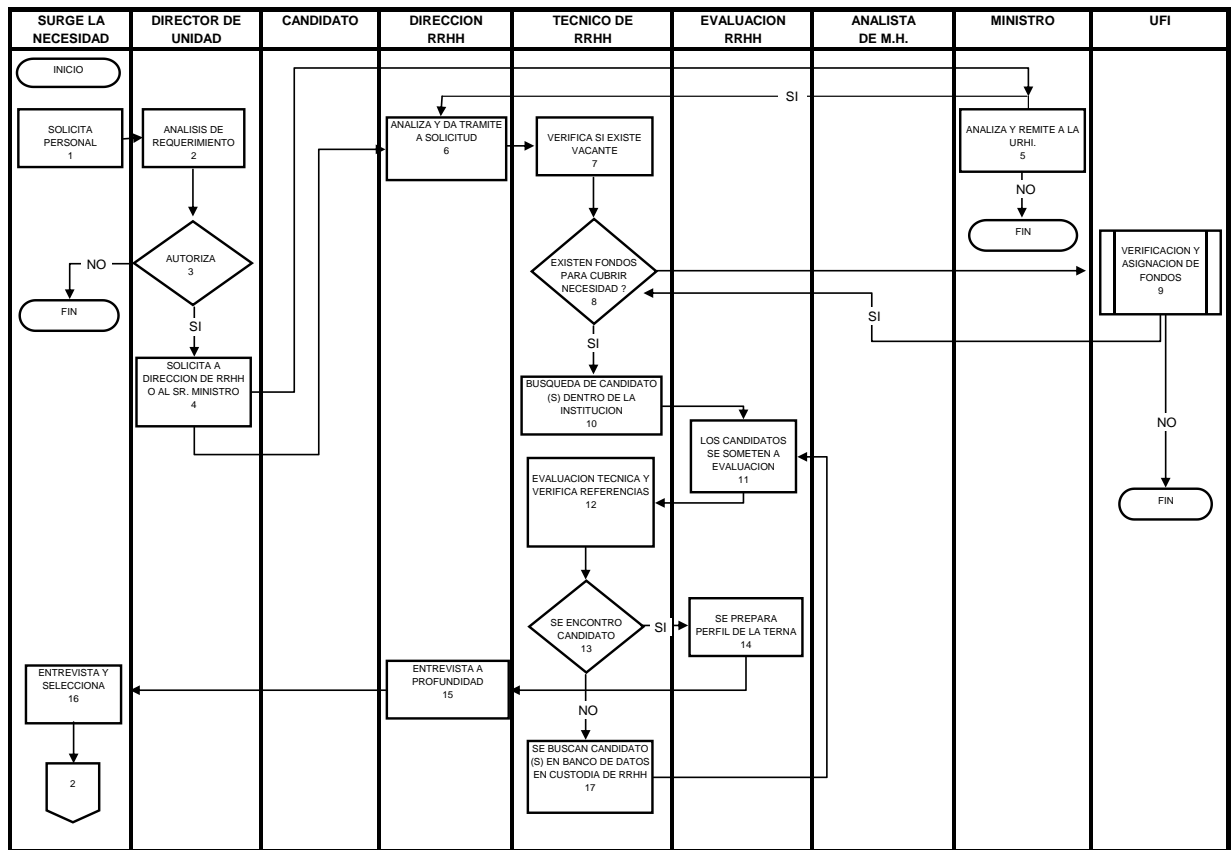 SURGE LA
NECESIDAD
DIRECTOR DE
UNIDAD
CANDIDATO
DIRECCION
RRHH
TECNICO DE
RRHH
EVALUACION
RRHH
ANALISTA
DE M.H.
MINISTRO
UFI
INICIO
SOLICITA
PERSONAL
1
ANALISIS DE
REQUERIMIENTO
2
AUTORIZA
3
NO
FIN
SI
SOLICITA A
DIRECCION DE RRHH
O AL SR. MINISTRO
4
SI
ANALIZA Y REMITE A LA
URHI.
5
NO
FIN
ANALIZA Y DA TRAMITE
A SOLICITUD
6
VERIFICA SI EXISTE
VACANTE
7
EXISTEN FONDOS
PARA CUBRIR
NECESIDAD ?
8
VERIFICACION Y
ASIGNACION DE
FONDOS
9
SI
NO
FIN
SI
BUSQUEDA DE CANDIDATO
(S) DENTRO DE LA
INSTITUCION
10
LOS CANDIDATOS
SE SOMETEN A
EVALUACION
11
EVALUACION TECNICA Y
VERIFICA REFERENCIAS
12
SE ENCONTRO
CANDIDATO
13
SI
SE PREPARA
PERFIL DE LA TERNA
14
ENTREVISTA A
PROFUNDIDAD
15
ENTREVISTA Y
SELECCIONA
16
2
NO
SE BUSCAN CANDIDATO
(S) EN BANCO DE DATOS
EN CUSTODIA DE RRHH
17